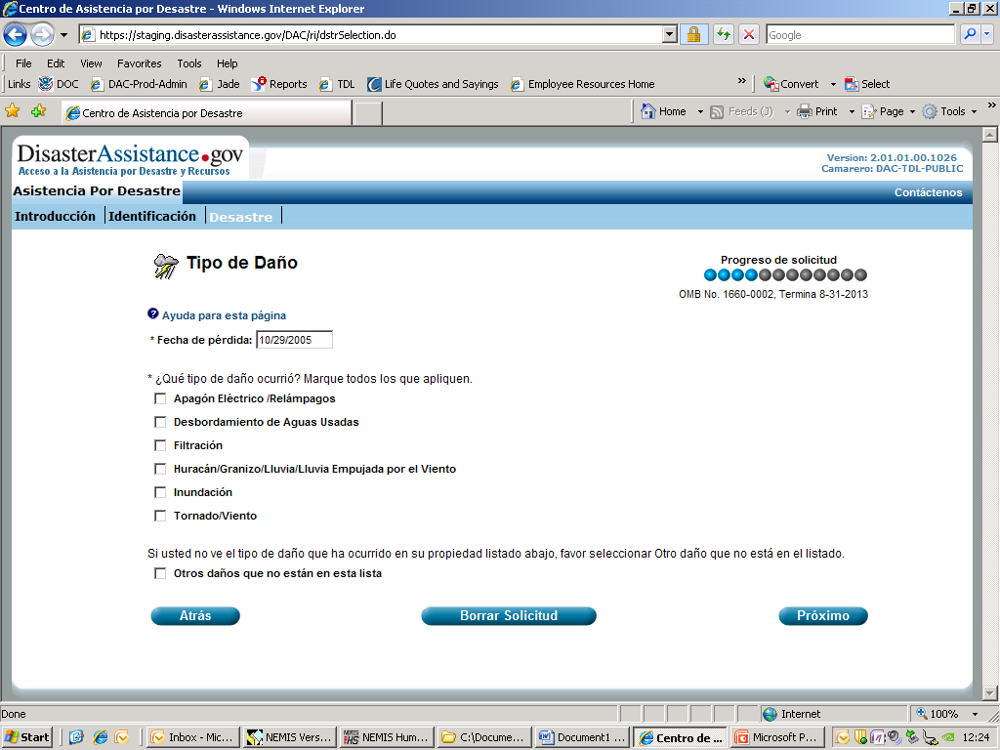 Centro de Asistencia por Desastre - Windows Internet Explorer
https://staging.disasterassistance.gov/DAC/ri/dstrSelection.do
Google
File Edit View Favorites Tools Help
Links DOC DAC-Prod-Admin Jade Reports TDL Life Quotes and Sayings Employee Resources Home » Convert Select
Centro de Asistencia por Desastre
Home Feeds (J) Print Page Tools »
DisasterAssistance.gov
Acceso a la Asistencia por Desastre y Recursos
Version: 2.01.01.00.1026
Camarero: DAC-TDL-PUBLIC
Asistencia Por Desastre
Contáctenos
Introducción Identificación Desastre
Tipo de Daño
Progreso de solicitud
OMB No. 1660-0002, Termina 8-31-2013
? Ayuda para esta página
* Fecha de pérdida: 10/29/2005
* ¿Qué tipo de daño ocurrió? Marque todos los que apliquen.
Apagón Eléctrico /Relámpagos
Desbordamiento de Aguas Usadas
Filtración
Huracán/Granizo/Lluvia/Lluvia Empujada por el Viento
Inundación
Tornado/Viento
Si usted no ve el tipo de daño que ha ocurrido en su propiedad listado abajo, favor seleccionar Otro daño que no está en el listado.
Otros daños que no están en esta lista
Atrás Borrar Solicitud Próximo
Done Internet 100%
Start Inbox - Mic... NEMIS Vers... NEMIS Hum... C:\Docume... Document1 ... Centro de ... Microsoft P... 12:24